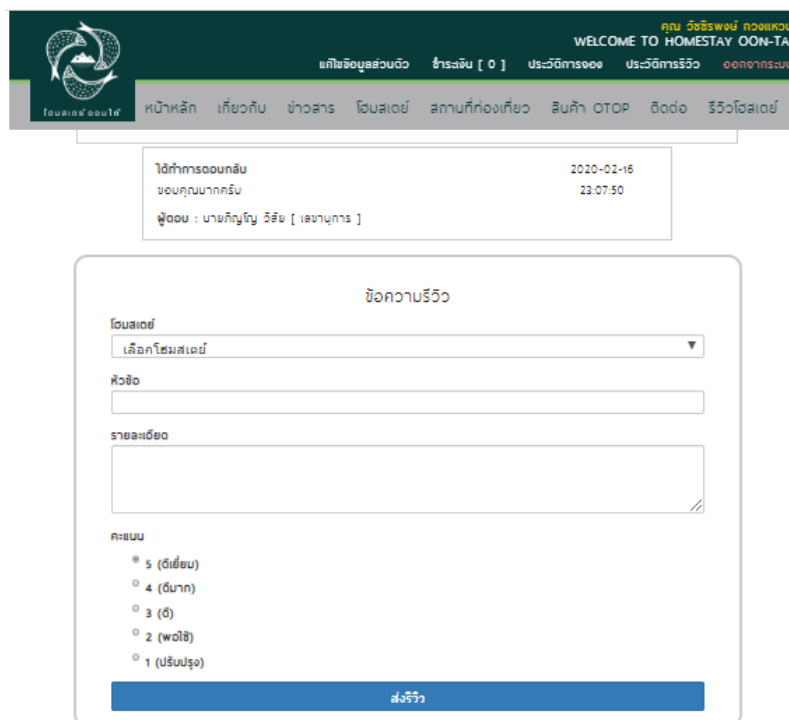 คุณ วัชธิรพงษ์ ดวงแหวน
WELCOME TO HOMESTAY OON-TA
แก้ไขข้อมูลส่วนตัว ชำระเงิน [ 0 ] ประวัติการจอง ประวัติการรีวิว ออกจากระบบ
โฮมสเตย์ออนใต้
หน้าหลัก เกี่ยวกับ ข่าวสาร โฮมสเตย์ สถานที่ท่องเที่ยว สินค้า OTOP ติดต่อ รีวิวโฮสเตย์
ได้ทำการตอบกลับ 2020-02-16
ขอบคุณมากครับ 23:07:50
ผู้ตอบ : นายภิญโญ วิสัย [ เลขานุการ ]
ข้อความรีวิว
โฮมสเตย์
เลือกโฮมสเตย์
หัวข้อ
รายละเอียด
คะแนน
5 (ดีเยี่ยม)
4 (ดีมาก)
3 (ดี)
2 (พอใช้)
1 (ปรับปรุง)
ส่งรีวิว